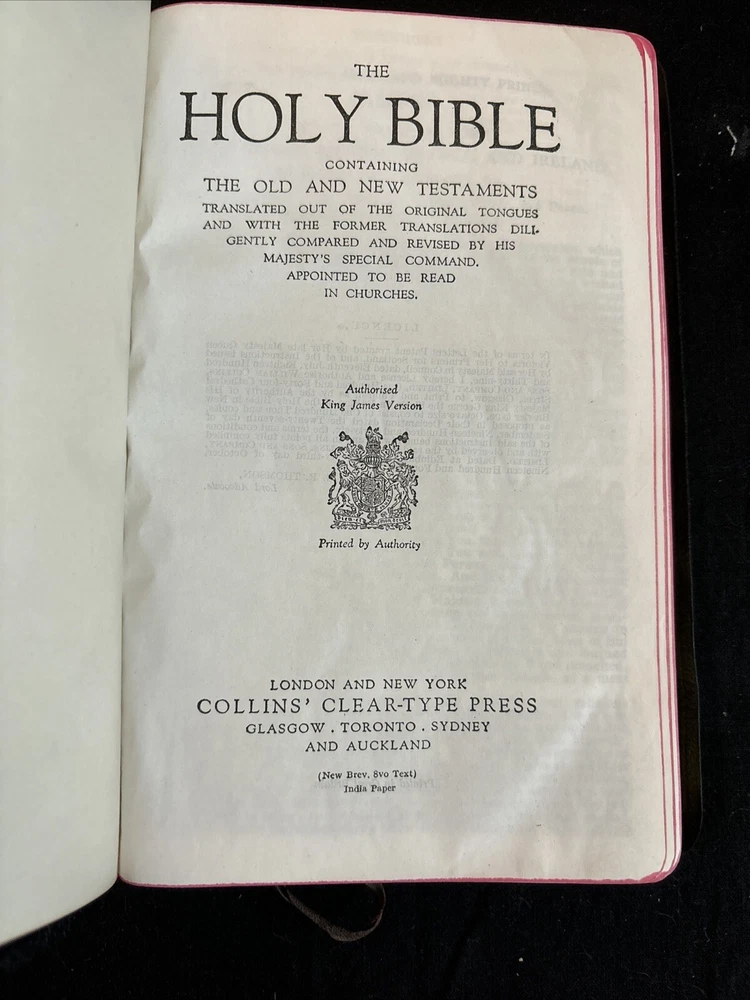 THE
HOLY BIBLE
CONTAINING
THE OLD AND NEW TESTAMENTS
TRANSLATED OUT OF THE ORIGINAL TONGUES
AND WITH THE FORMER TRANSLATIONS DILI-
GENTLY COMPARED AND REVISED BY HIS
MAJESTY'S SPECIAL COMMAND.
APPOINTED TO BE READ
IN CHURCHES.
Authorised
King James Version
Printed by Authority
LONDON AND NEW YORK
COLLINS' CLEAR-TYPE PRESS
GLASGOW . TORONTO . SYDNEY
AND AUCKLAND
(New Brev. 8vo Text)
India Paper